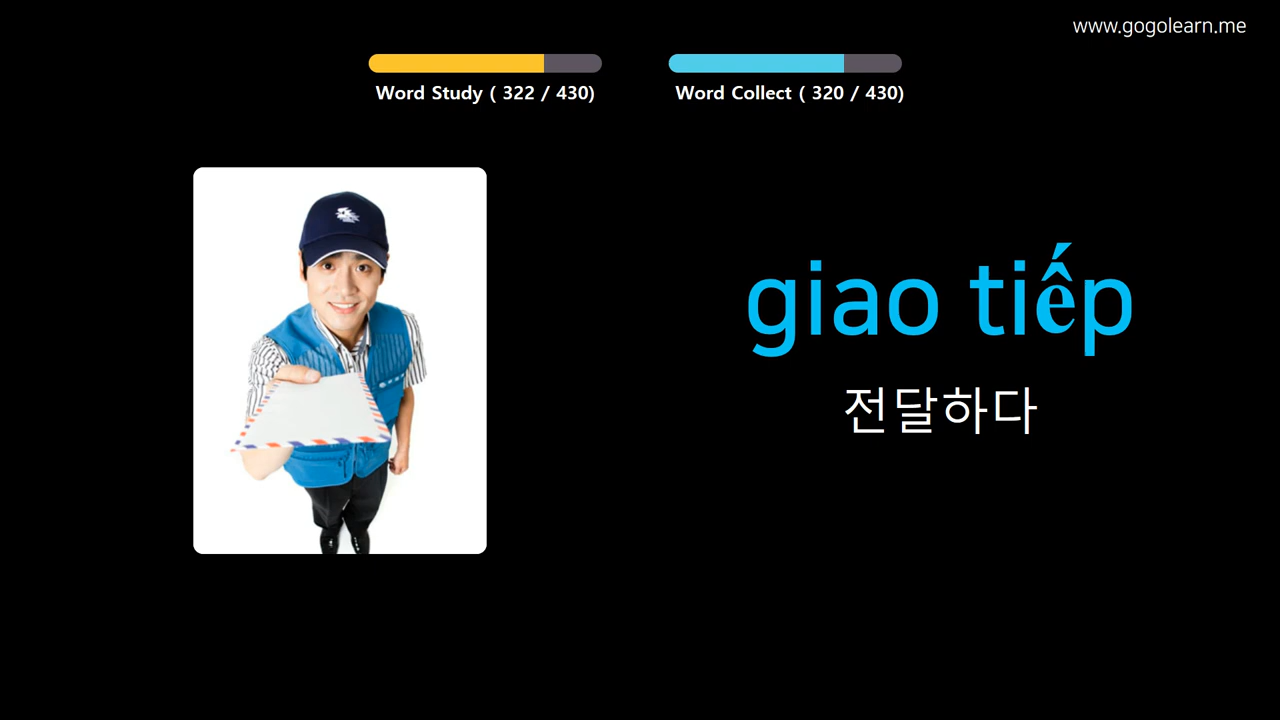 www.gogolearn.me
Word Study ( 322 / 430)
Word Collect ( 320 / 430)
giao tiếp
전달하다